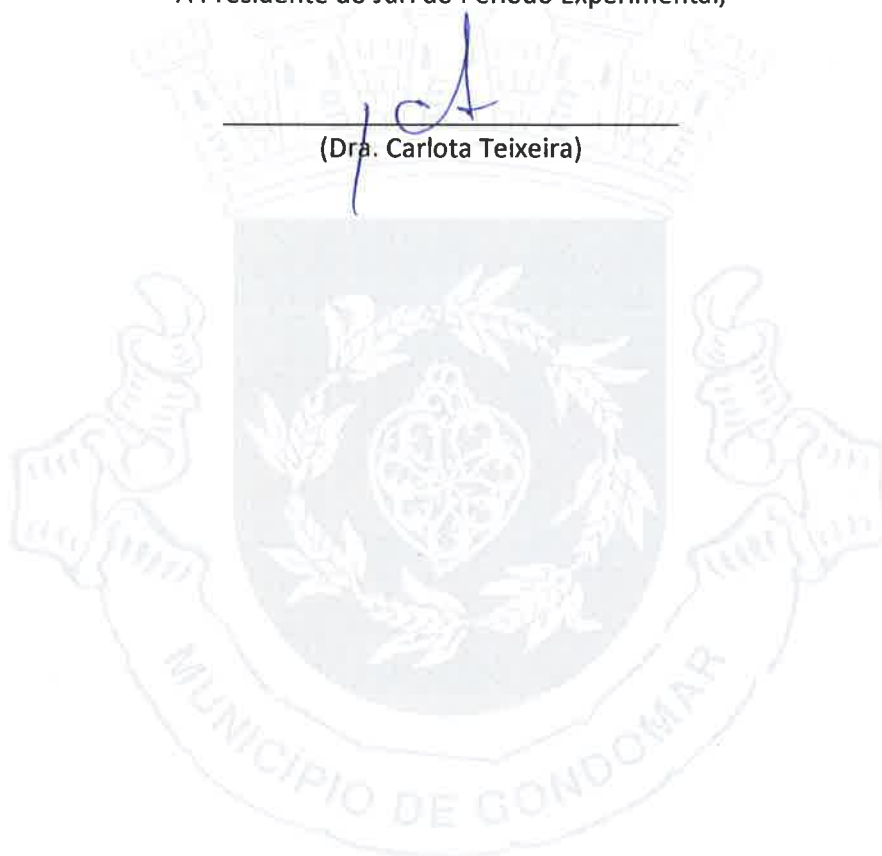 A Presidente do Júri do Período Experimental,
(Dra. Carlota Teixeira)
MUNICÍPIO DE GONDOMAR